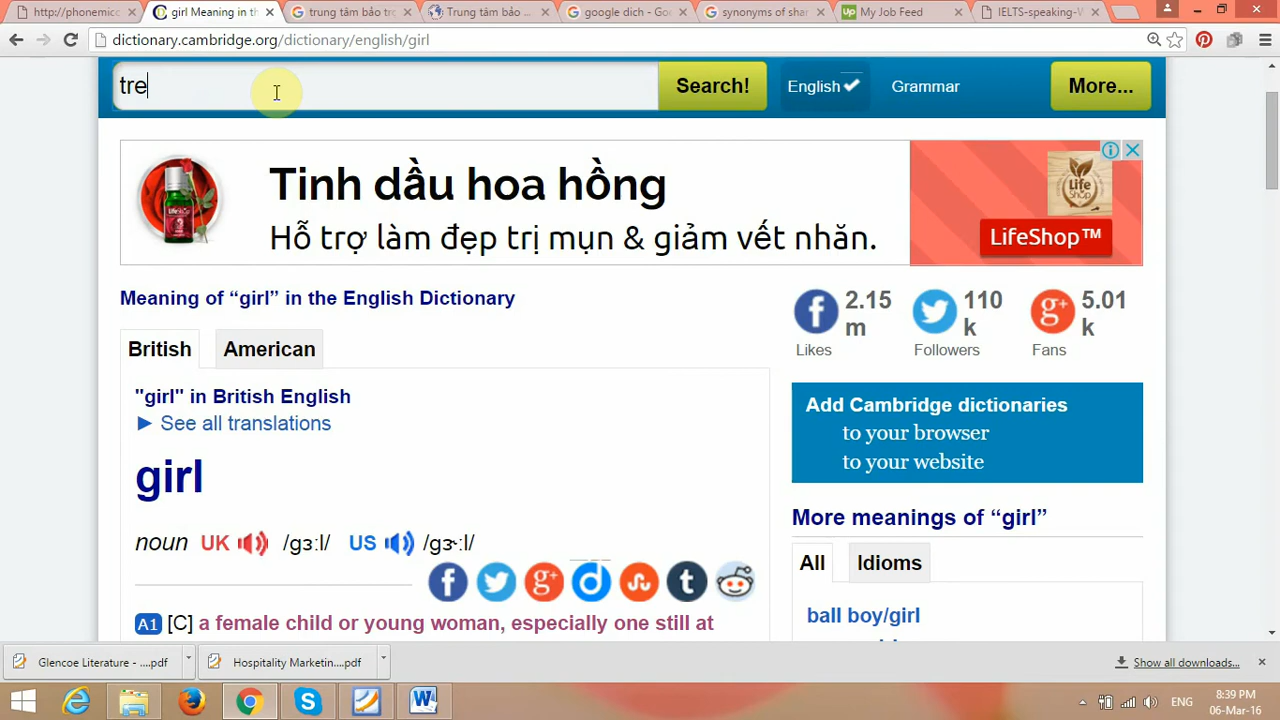 http://phonemicc
girl Meaning in th
trung tâm bảo trợ
Trung tâm bảo ...
google dich - Go
synonyms of shar
My Job Feed
IELTS-speaking-V
dictionary.cambridge.org/dictionary/english/girl
tre
Search!
English
Grammar
More...
Tinh dầu hoa hồng
Hỗ trợ làm đẹp trị mụn & giảm vết nhăn.
Life
Shop
LifeShop™
Meaning of “girl” in the English Dictionary
2.15 m
Likes
110 k
Followers
5.01 k
Fans
British
American
"girl" in British English
► See all translations
Add Cambridge dictionaries
to your browser
to your website
girl
More meanings of “girl”
noun UK /gɜːl/ US /gɝːl/
All
Idioms
A1 [C] a female child or young woman, especially one still at
ball boy/girl
Glencoe Literature - ....pdf
Hospitality Marketin....pdf
Show all downloads...
ENG
8:39 PM
06-Mar-16